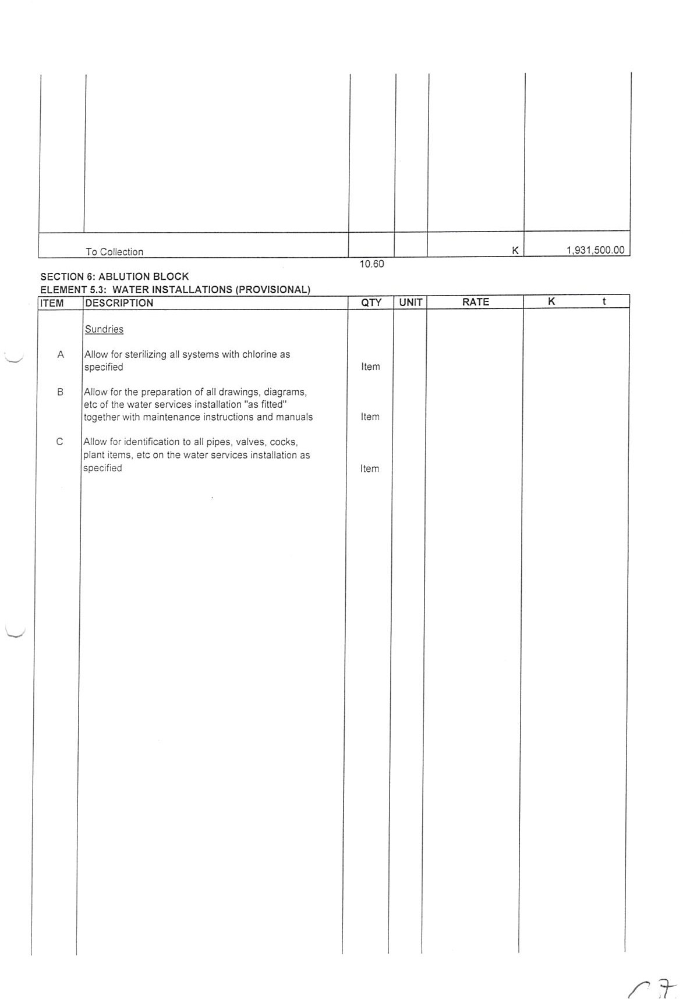 To Collection K 1,931,500.00
10.60
SECTION 6: ABLUTION BLOCK
ELEMENT 5.3: WATER INSTALLATIONS (PROVISIONAL)
ITEM DESCRIPTION QTY UNIT RATE K t
Sundries
A Allow for sterilizing all systems with chlorine as
specified Item
B Allow for the preparation of all drawings, diagrams,
etc of the water services installation "as fitted"
together with maintenance instructions and manuals Item
C Allow for identification to all pipes, valves, cocks,
plant items, etc on the water services installation as
specified Item